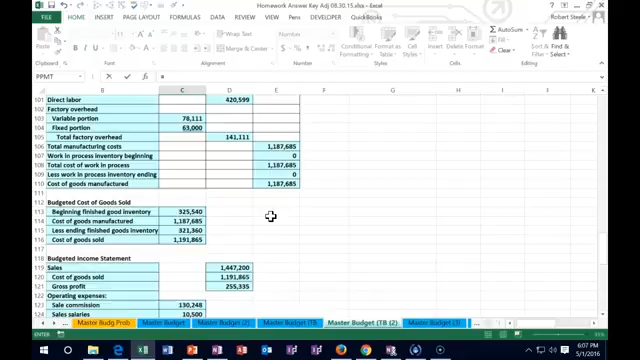 Homework Answer Key Adj 08.30.15.xlsx - Excel
FILE HOME INSERT PAGE LAYOUT FORMULAS DATA REVIEW VIEW PENS DEVELOPER QuickBooks Robert Steele
Paste B I U Wrap Text Merge & Center $ % Conditional Formatting Format as Table Cell Styles Insert Delete Format AutoSum Fill Clear Sort & Filter Find & Select
Clipboard Font Alignment Number Styles Cells Editing
PPMT =
A B C D E F G H I
101 Direct labor 420,599
102 Factory overhead
103 Variable portion 78,111
104 Fixed portion 63,000
105 Total factory overhead 141,111
106 Total manufacturing costs 1,187,685
107 Work in process inventory beginning 0
108 Total cost of work in process 1,187,685
109 Less work in process inventory ending 0
110 Cost of goods manufactured 1,187,685
111
112 Budgeted Cost of Goods Sold
113 Beginning finished good inventory 325,540
114 Cost of goods manufactured 1,187,685
115 Less ending finished goods inventory 321,360
116 Cost of goods sold 1,191,865
117
118 Budgeted Income Statement
119 Sales 1,447,200
120 Cost of goods sold 1,191,865
121 Gross profit 255,335
122 Operating expenses:
123 Sales commission 130,248
124 Sales salaries 10,500
... Master Budg Prob Master Budget Master Budget (2) Master Budget (TB Master Budget (TB (2) Master Budget (3) ...
ENTER
6:07 PM
5/1/2016